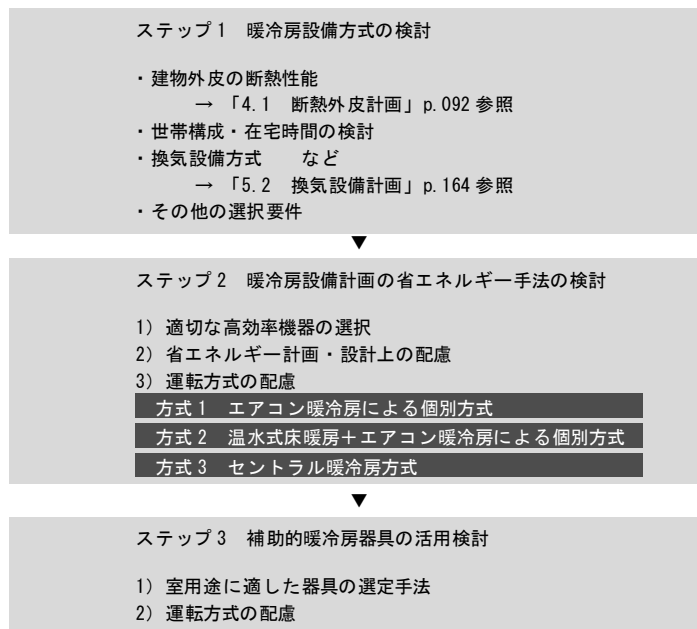 ステップ1　暖冷房設備方式の検討
・建物外皮の断熱性能
→ 「4.1　断熱外皮計画」p.092 参照
・世帯構成・在宅時間の検討
・換気設備方式　　など
→ 「5.2　換気設備計画」p.164 参照
・その他の選択要件
▼
ステップ2　暖冷房設備計画の省エネルギー手法の検討
1) 適切な高効率機器の選択
2) 省エネルギー計画・設計上の配慮
3) 運転方式の配慮
方式1　エアコン暖冷房による個別方式
方式2　温水式床暖房＋エアコン暖冷房による個別方式
方式3　セントラル暖冷房方式
▼
ステップ3　補助的暖冷房器具の活用検討
1) 室用途に適した器具の選定手法
2) 運転方式の配慮